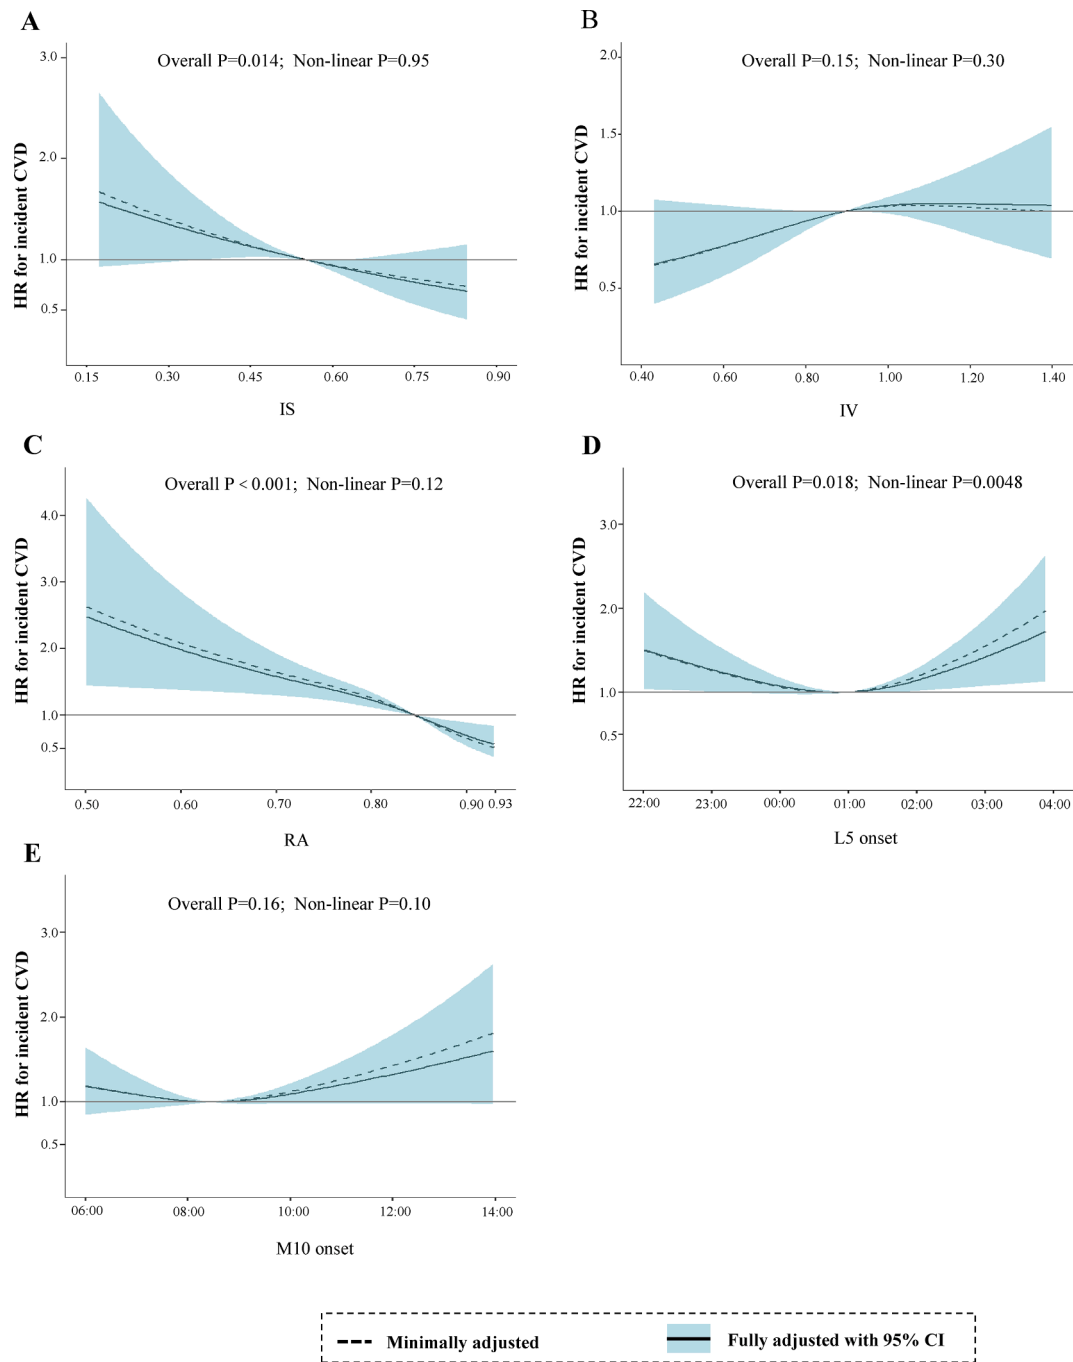 A
Overall P=0.014; Non-linear P=0.95
HR for incident CVD
3.0
2.0
1.0
0.5
0.15 0.30 0.45 0.60 0.75 0.90
IS
B
Overall P=0.15; Non-linear P=0.30
HR for incident CVD
2.0
1.5
1.0
0.5
0.40 0.60 0.80 1.00 1.20 1.40
IV
C
Overall P < 0.001; Non-linear P=0.12
HR for incident CVD
4.0
3.0
2.0
1.0
0.5
0.50 0.60 0.70 0.80 0.90 0.93
RA
D
Overall P=0.018; Non-linear P=0.0048
HR for incident CVD
3.0
2.0
1.0
0.5
22:00 23:00 00:00 01:00 02:00 03:00 04:00
L5 onset
E
Overall P=0.16; Non-linear P=0.10
HR for incident CVD
3.0
2.0
1.0
0.5
06:00 08:00 10:00 12:00 14:00
M10 onset
Minimally adjusted
Fully adjusted with 95% CI